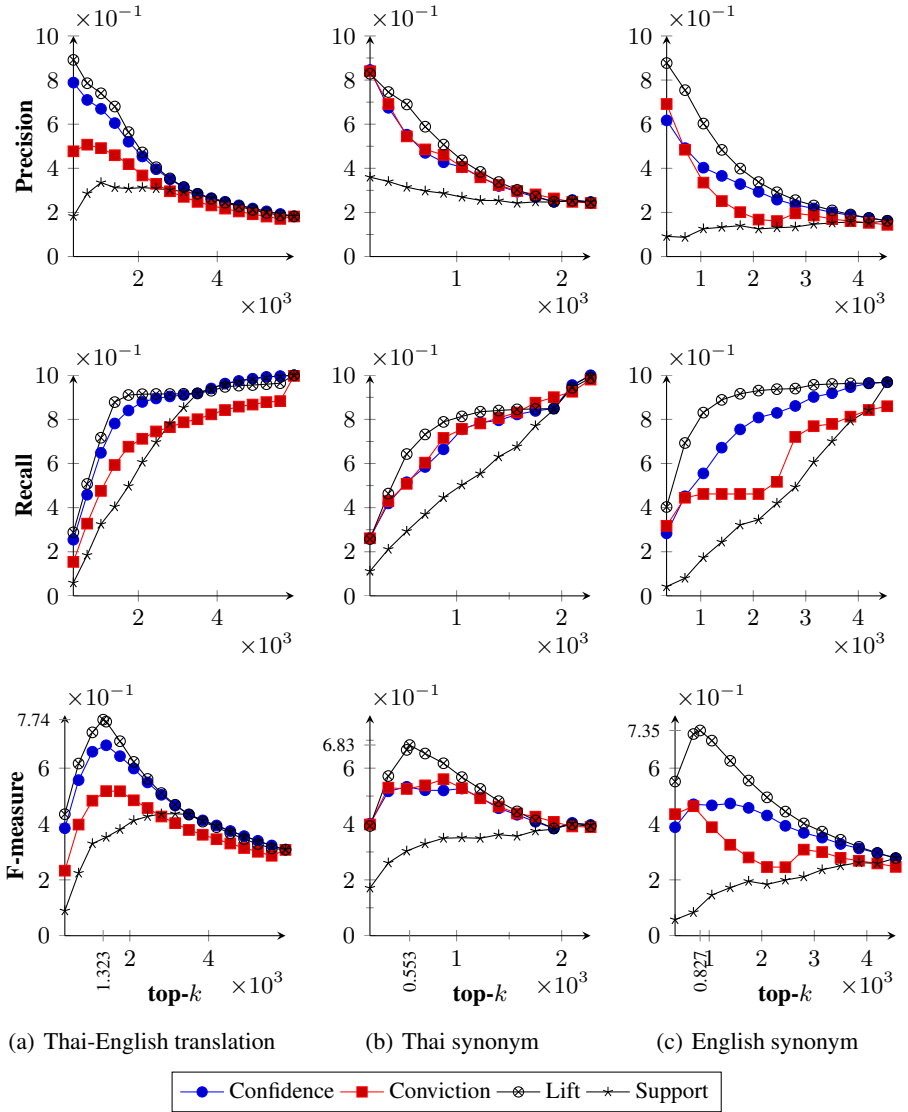 ×10−1 ×10−1 ×10−1
10 10 10
8 8 8
6 6 6
4 4 4
2 2 2
0 0 0
Precision
2 4 1 2 1 2 3 4
×10³ ×10³ ×10³
×10−1 ×10−1 ×10−1
10 10 10
8 8 8
6 6 6
4 4 4
2 2 2
0 0 0
Recall
2 4 1 2 1 2 3 4
×10³ ×10³ ×10³
×10−1 ×10−1 ×10−1
7.74 6.83 7.35
6 6 6
4 4 4
2 2 2
0 0 0
F-measure
1.323 2 4 0.553 1 2 0.827 1 2 3 4
×10³ ×10³ ×10³
top-k top-k top-k
(a) Thai-English translation (b) Thai synonym (c) English synonym
Confidence Conviction Lift Support